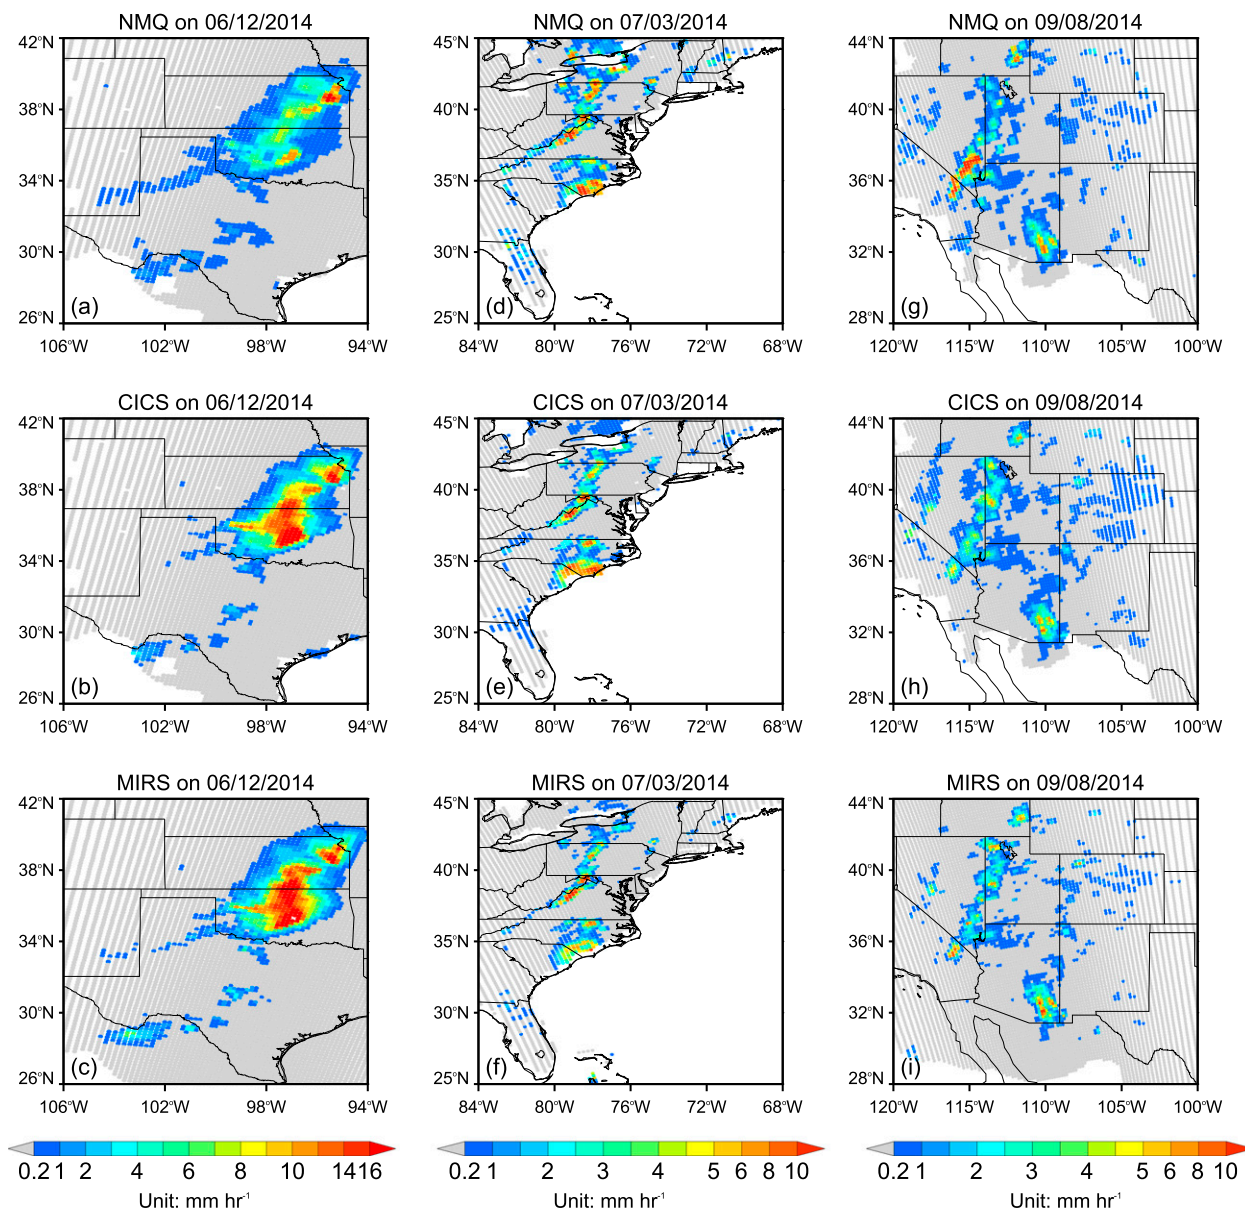 NMQ on 06/12/2014
NMQ on 07/03/2014
NMQ on 09/08/2014
42°N
38°N
34°N
30°N
26°N
(a)
106°W 102°W 98°W 94°W
45°N
40°N
35°N
30°N
25°N
(d)
84°W 80°W 76°W 72°W 68°W
44°N
40°N
36°N
32°N
28°N
(g)
120°W 115°W 110°W 105°W 100°W
CICS on 06/12/2014
CICS on 07/03/2014
CICS on 09/08/2014
42°N
38°N
34°N
30°N
26°N
(b)
106°W 102°W 98°W 94°W
45°N
40°N
35°N
30°N
25°N
(e)
84°W 80°W 76°W 72°W 68°W
44°N
40°N
36°N
32°N
28°N
(h)
120°W 115°W 110°W 105°W 100°W
MIRS on 06/12/2014
MIRS on 07/03/2014
MIRS on 09/08/2014
42°N
38°N
34°N
30°N
26°N
(c)
106°W 102°W 98°W 94°W
45°N
40°N
35°N
30°N
25°N
(f)
84°W 80°W 76°W 72°W 68°W
44°N
40°N
36°N
32°N
28°N
(i)
120°W 115°W 110°W 105°W 100°W
0.2 1 2 4 6 8 10 14 16
Unit: mm hr⁻¹
0.2 1 2 3 4 5 6 8 10
Unit: mm hr⁻¹
0.2 1 2 3 4 5 6 8 10
Unit: mm hr⁻¹